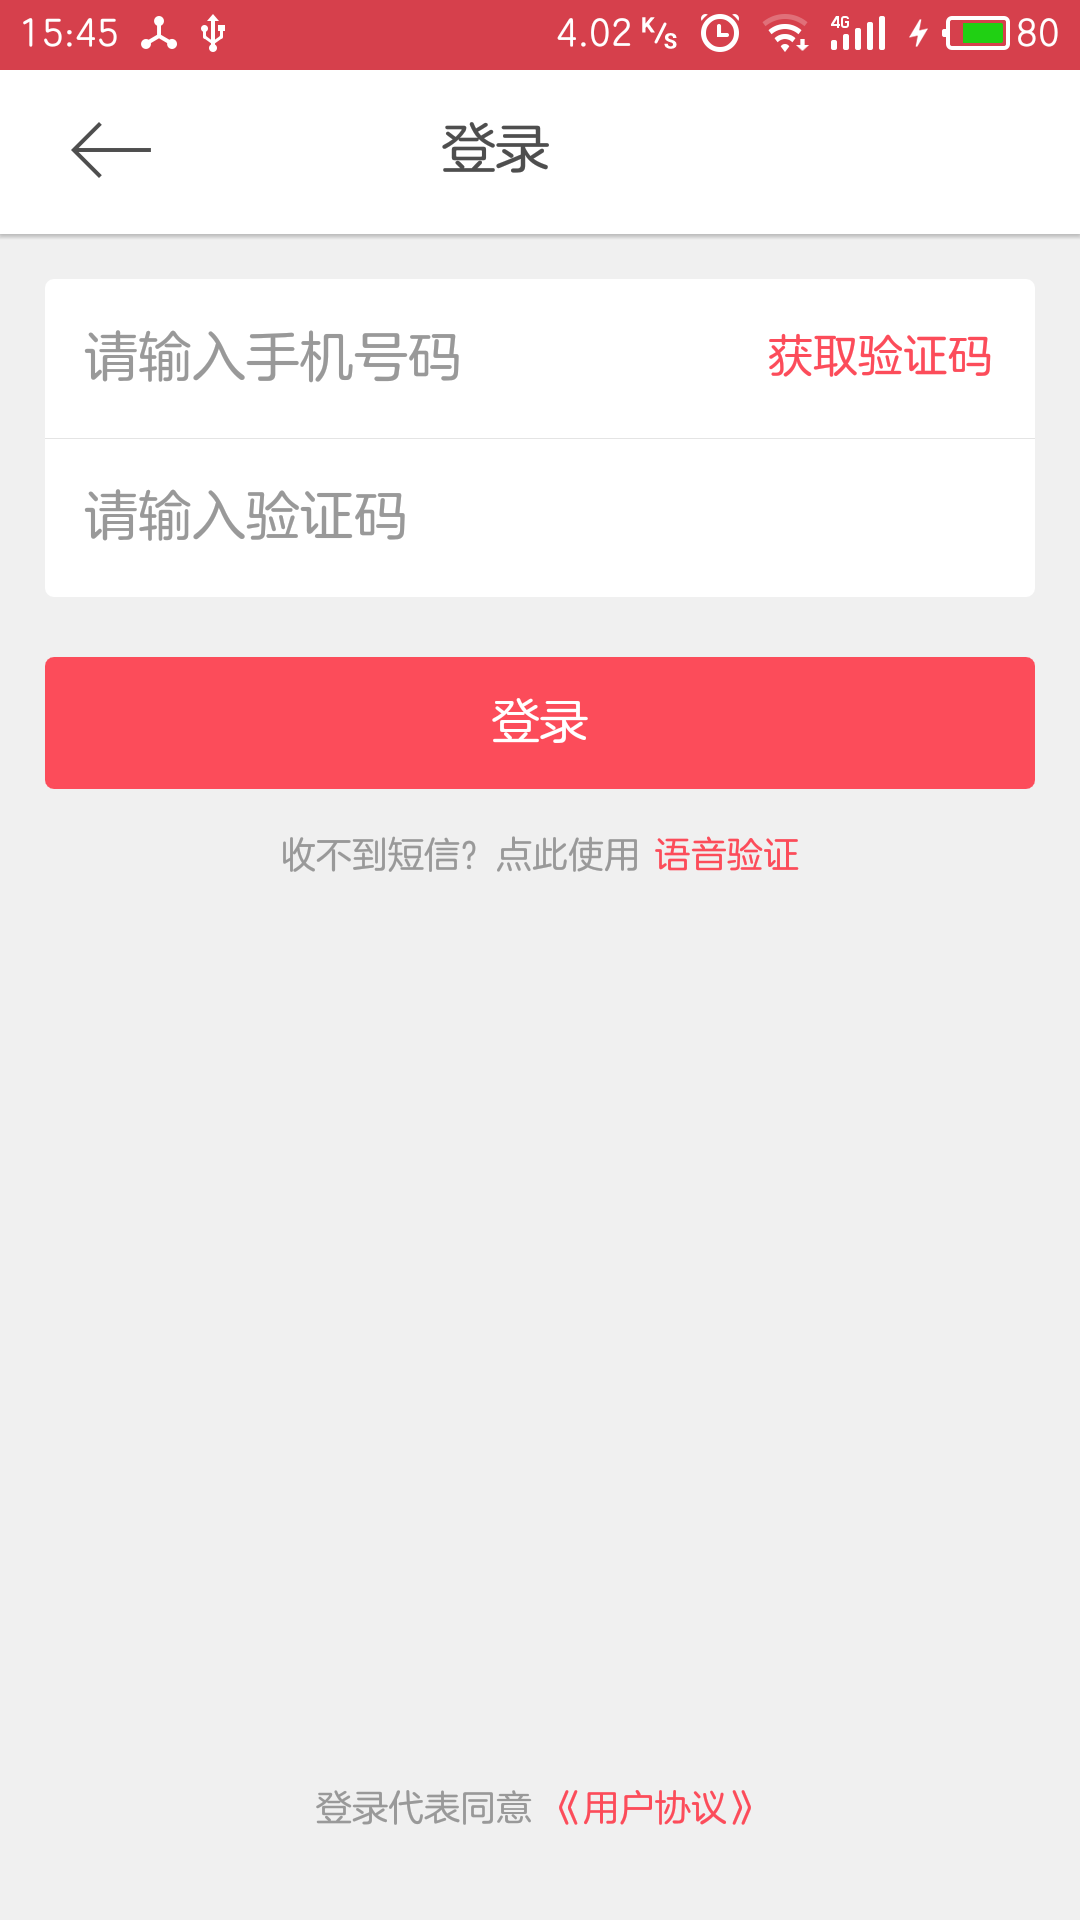 15:45 4.02 K/s 4G 80
登录
请输入手机号码 获取验证码
请输入验证码
登录
收不到短信？点此使用 语音验证
登录代表同意 《用户协议》